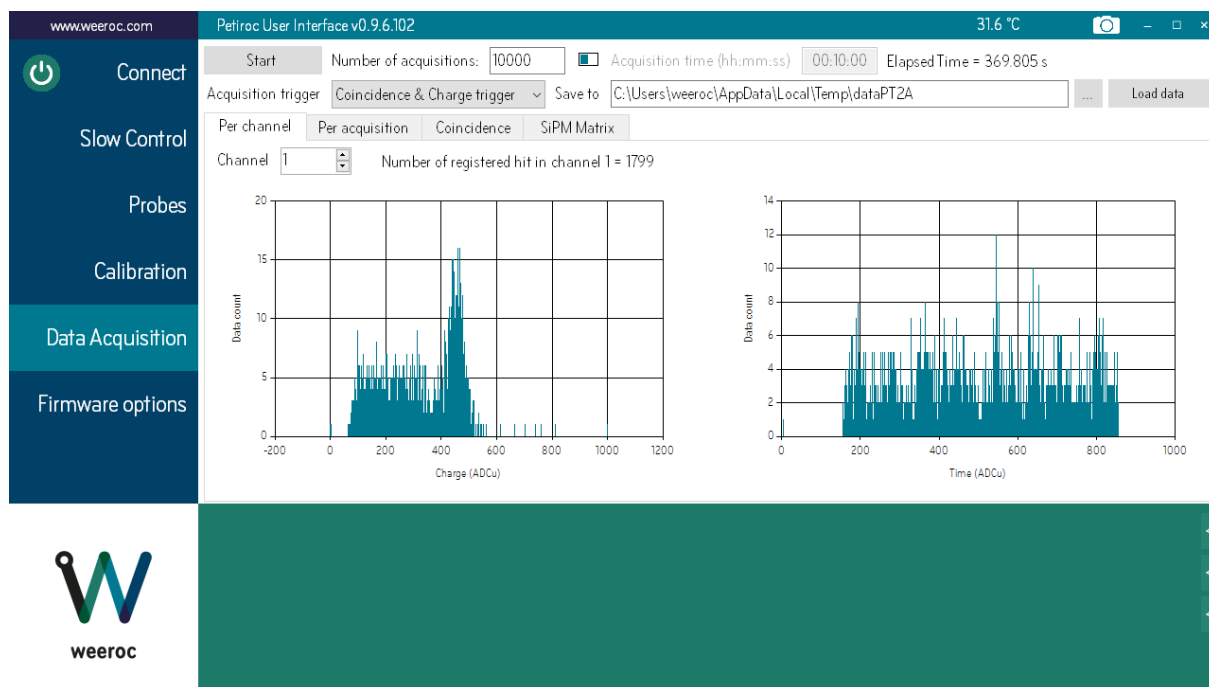 www.weeroc.com Petiroc User Interface v0.9.6.102 31.6 °C
Connect
Slow Control
Probes
Calibration
Data Acquisition
Firmware options
weeroc
Start Number of acquisitions: 10000 Acquisition time (hh:mm:ss) 00:10:00 Elapsed Time = 369.805 s
Acquisition trigger Coincidence & Charge trigger Save to C:\Users\weeroc\AppData\Local\Temp\dataPT2A ... Load data
Per channel Per acquisition Coincidence SiPM Matrix
Channel 1 Number of registered hit in channel 1 = 1799
20
15
10
5
0
Data count
-200 0 200 400 600 800 1000 1200
Charge (ADCu)
14
12
10
8
6
4
2
0
Data count
0 200 400 600 800 1000
Time (ADCu)